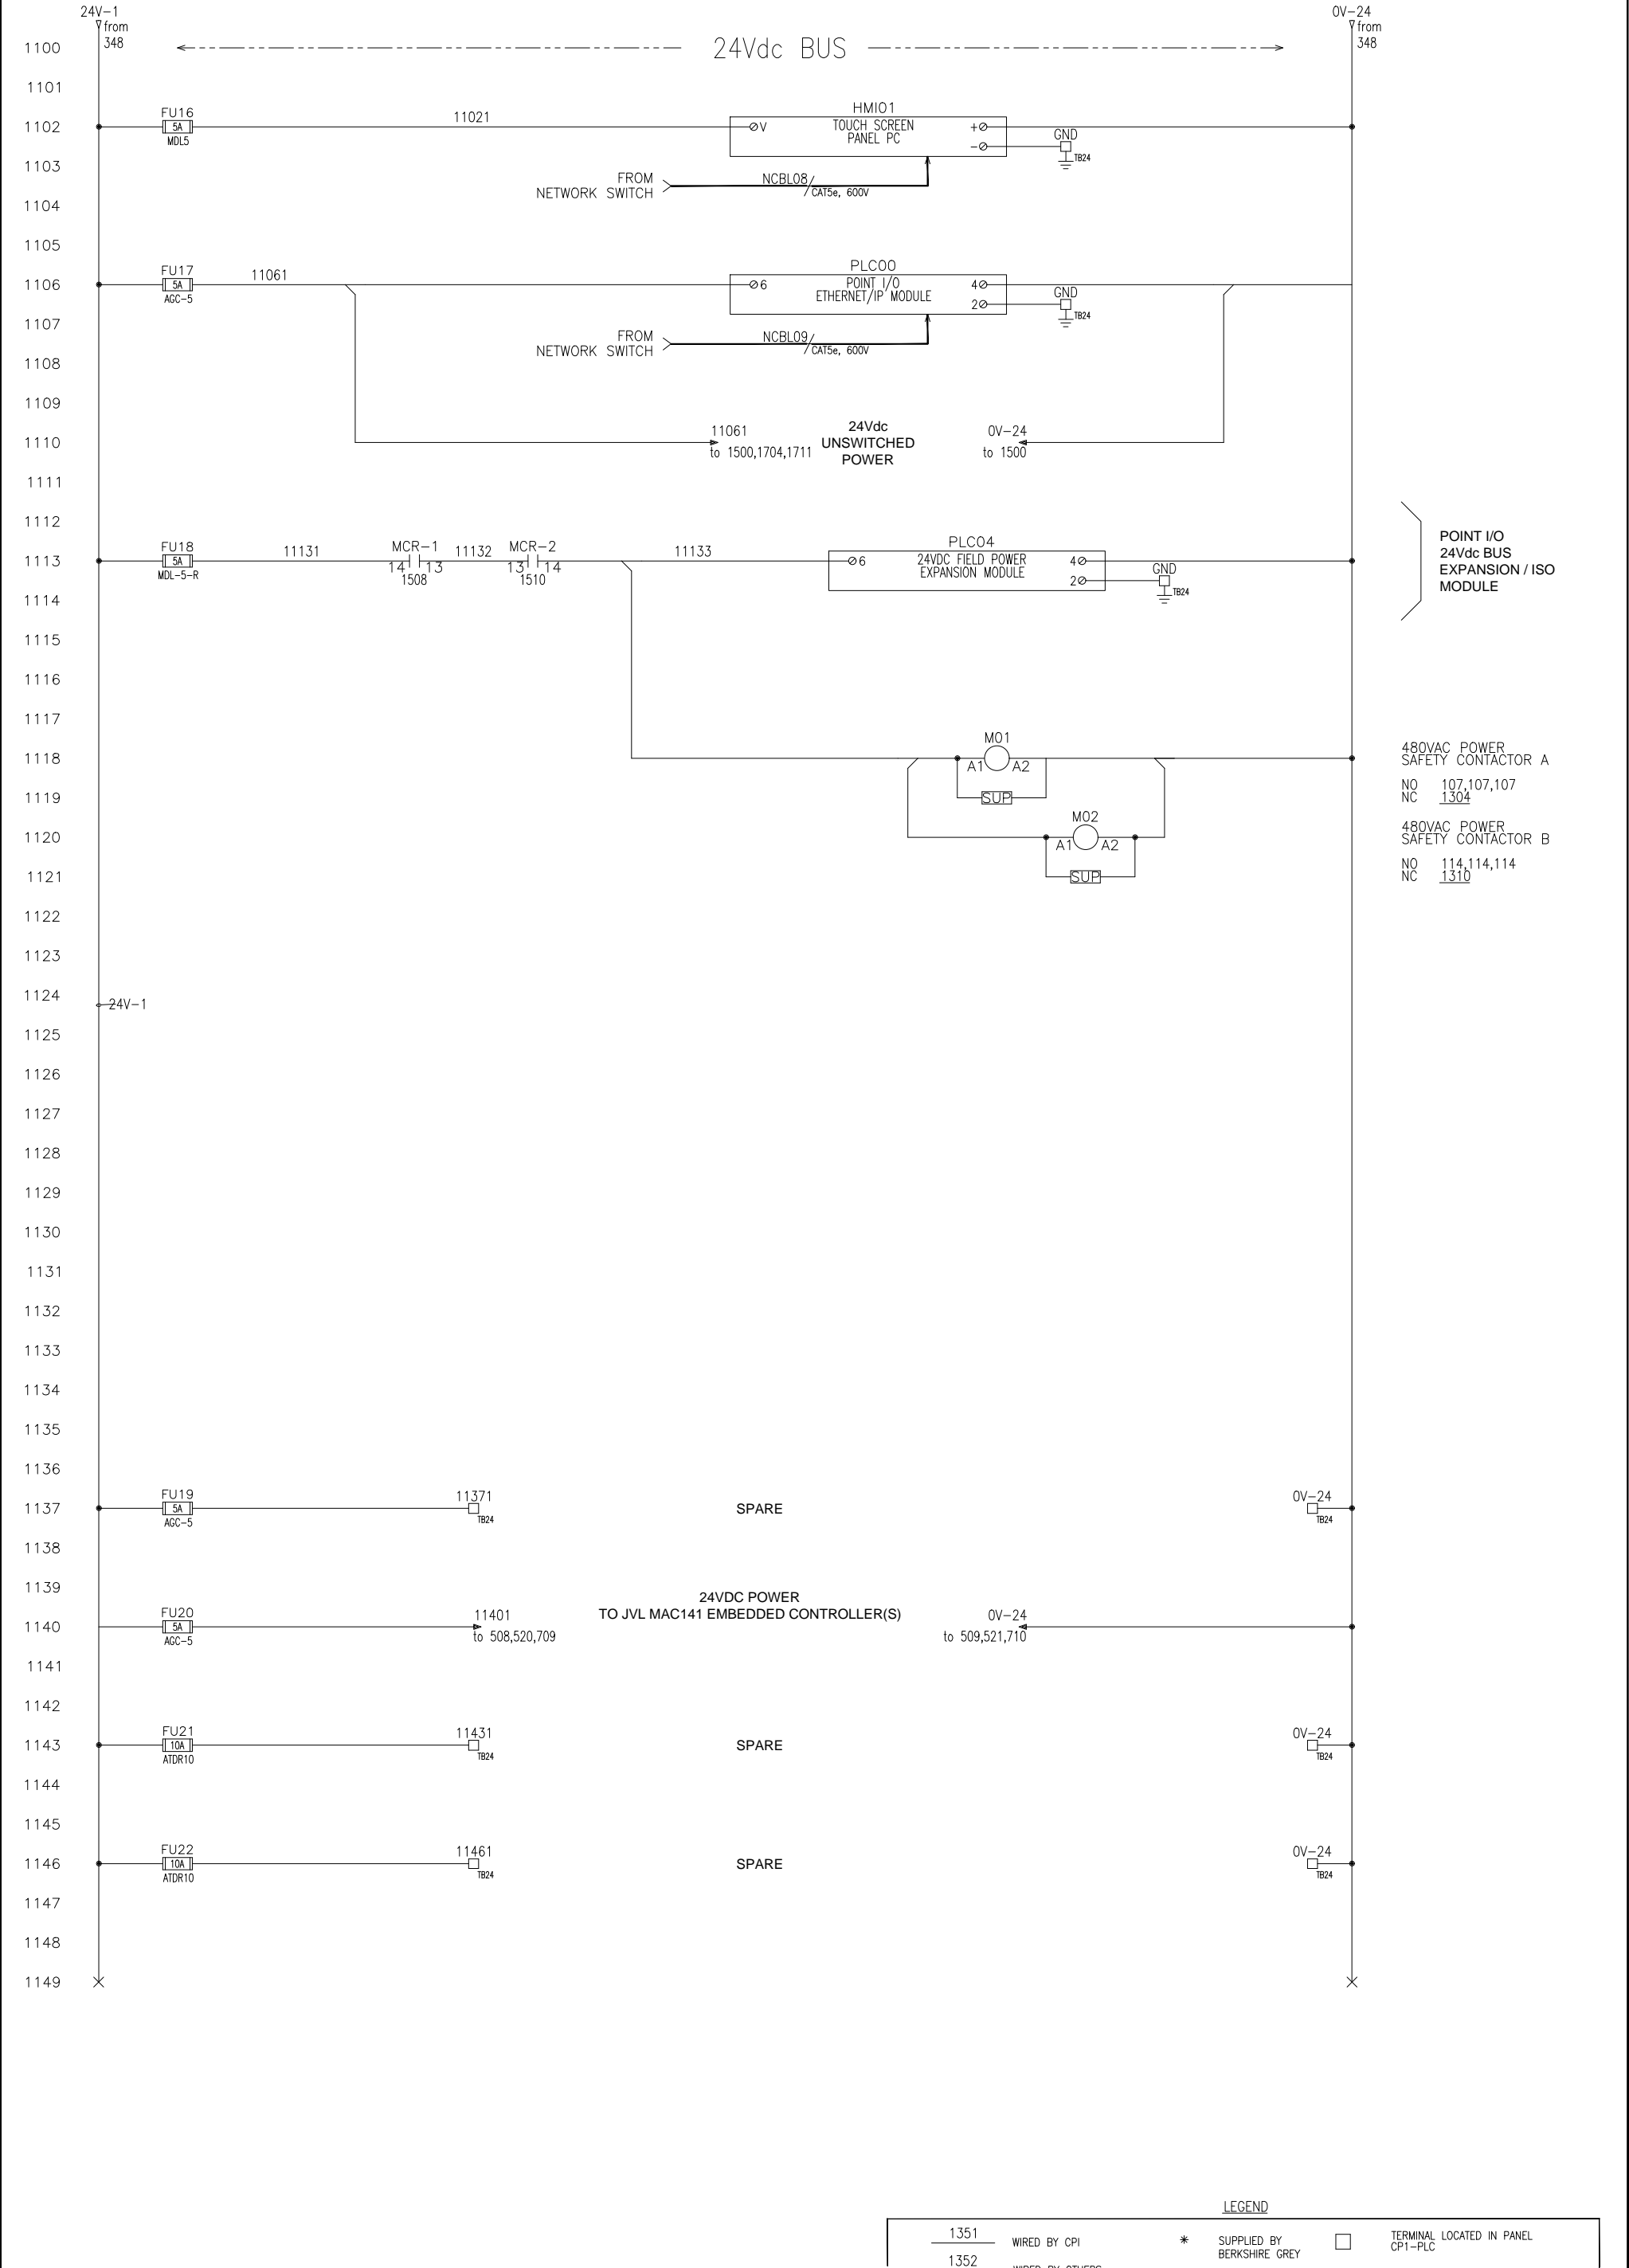 24V-1
from
348
0V-24
from
348
1100
24Vdc BUS
1101
FU16
5A
MDL5
1102
11021
HMI01
V
TOUCH SCREEN
PANEL PC
+
-
GND
TB24
1103
FROM
NETWORK SWITCH
NCBL08
CAT5e, 600V
1104
1105
FU17
5A
AGC-5
1106
11061
PLC00
6
POINT I/O
ETHERNET/IP MODULE
4
2
GND
TB24
1107
FROM
NETWORK SWITCH
NCBL09
CAT5e, 600V
1108
1109
1110
11061
to 1500,1704,1711
24Vdc
UNSWITCHED
POWER
0V-24
to 1500
1111
1112
FU18
5A
MDL-5-R
1113
11131
MCR-1
14 13
1508
11132
MCR-2
13 14
1510
11133
PLC04
6
24VDC FIELD POWER
EXPANSION MODULE
4
2
GND
TB24
POINT I/O
24Vdc BUS
EXPANSION / ISO
MODULE
1114
1115
1116
1117
1118
M01
A1 A2
SUP
480VAC POWER
SAFETY CONTACTOR A
NO 107,107,107
NC 1304
1119
1120
M02
A1 A2
SUP
480VAC POWER
SAFETY CONTACTOR B
NO 114,114,114
NC 1310
1121
1122
1123
1124
24V-1
1125
1126
1127
1128
1129
1130
1131
1132
1133
1134
1135
1136
FU19
5A
AGC-5
1137
11371
TB24
SPARE
0V-24
TB24
1138
1139
24VDC POWER
TO JVL MAC141 EMBEDDED CONTROLLER(S)
FU20
5A
AGC-5
1140
11401
to 508,520,709
0V-24
to 509,521,710
1141
1142
FU21
10A
ATDR10
1143
11431
TB24
SPARE
0V-24
TB24
1144
1145
FU22
10A
ATDR10
1146
11461
TB24
SPARE
0V-24
TB24
1147
1148
1149
LEGEND
1351
WIRED BY CPI
* SUPPLIED BY
BERKSHIRE GREY
TERMINAL LOCATED IN PANEL
CP1-PLC
1352
WIRED BY OTHERS